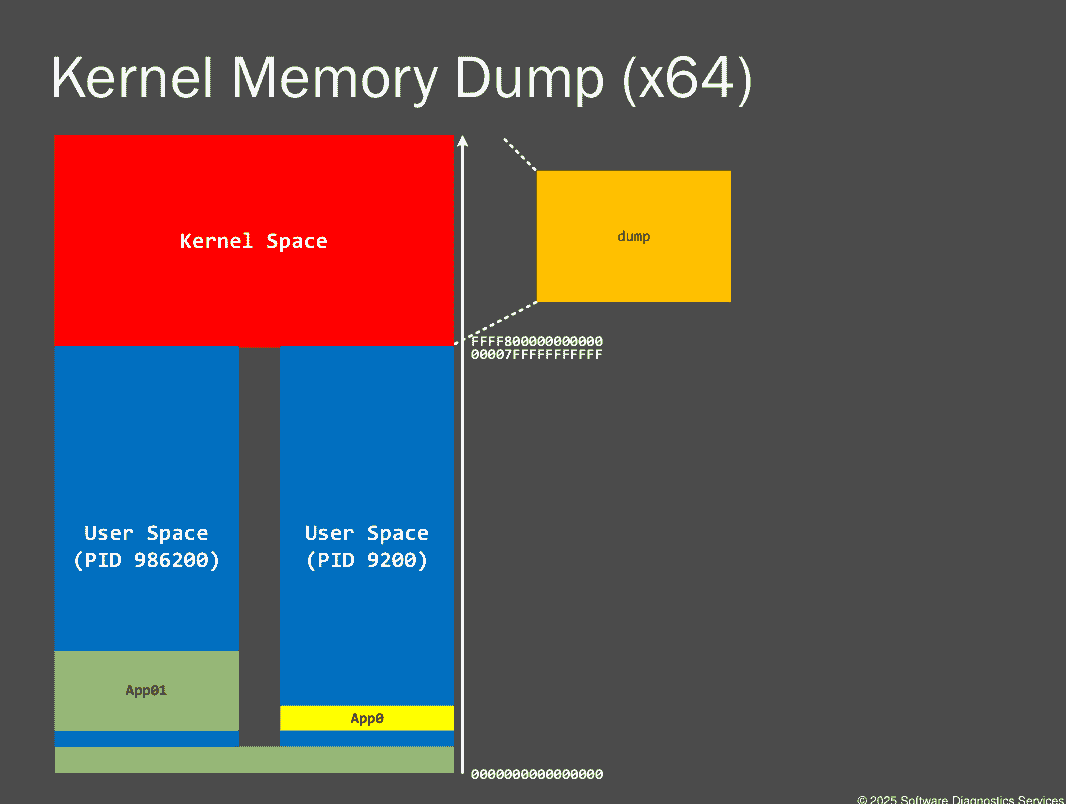 Kernel Memory Dump (x64)
Kernel Space
dump
FFFF800000000000
00007FFFFFFFFFFF
User Space
(PID 986200)
User Space
(PID 9200)
App01
App0
0000000000000000
© 2025 Software Diagnostics Services